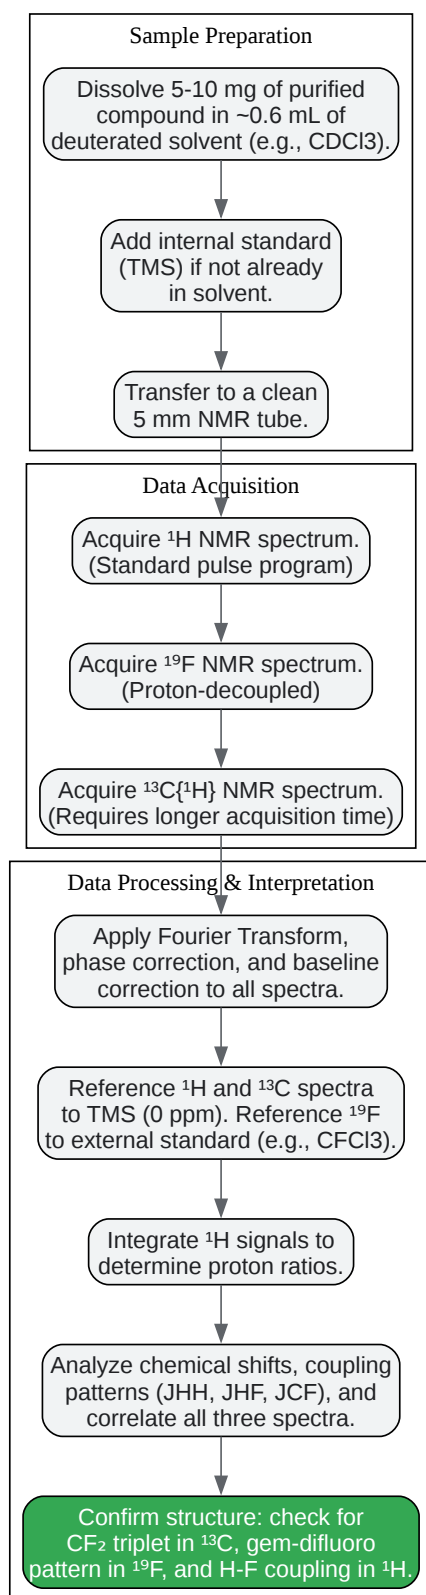 Sample Preparation
Dissolve 5-10 mg of purified
compound in ~0.6 mL of
deuterated solvent (e.g., CDCl3).
Add internal standard
(TMS) if not already
in solvent.
Transfer to a clean
5 mm NMR tube.
Data Acquisition
Acquire ¹H NMR spectrum.
(Standard pulse program)
Acquire ¹⁹F NMR spectrum.
(Proton-decoupled)
Acquire ¹³C{¹H} NMR spectrum.
(Requires longer acquisition time)
Data Processing & Interpretation
Apply Fourier Transform,
phase correction, and baseline
correction to all spectra.
Reference ¹H and ¹³C spectra
to TMS (0 ppm). Reference ¹⁹F
to external standard (e.g., CFCl3).
Integrate ¹H signals to
determine proton ratios.
Analyze chemical shifts, coupling
patterns (JHH, JHF, JCF), and
correlate all three spectra.
Confirm structure: check for
CF₂ triplet in ¹³C, gem-difluoro
pattern in ¹⁹F, and H-F coupling in ¹H.